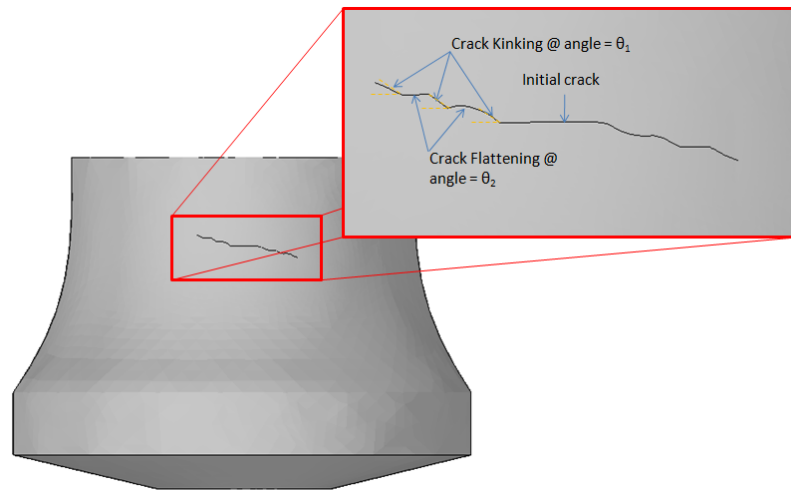 Crack Kinking @ angle = θ₁
Initial crack
Crack Flattening @
angle = θ₂